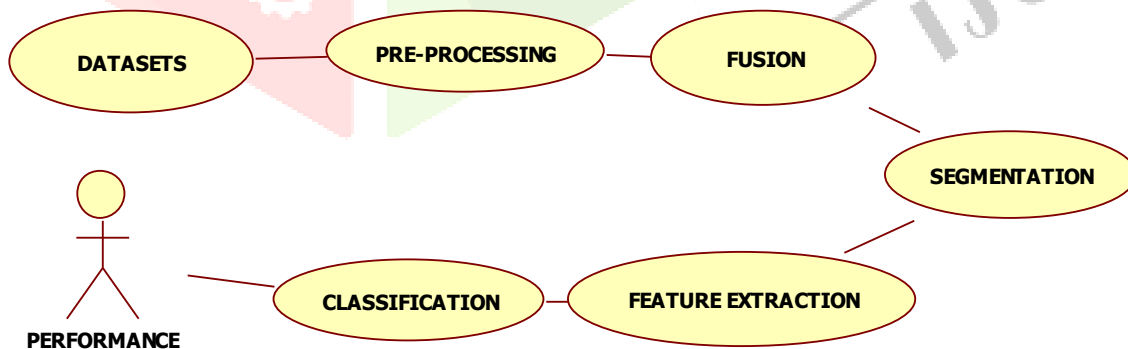 DATASETS
PRE-PROCESSING
FUSION
SEGMENTATION
FEATURE EXTRACTION
CLASSIFICATION
PERFORMANCE